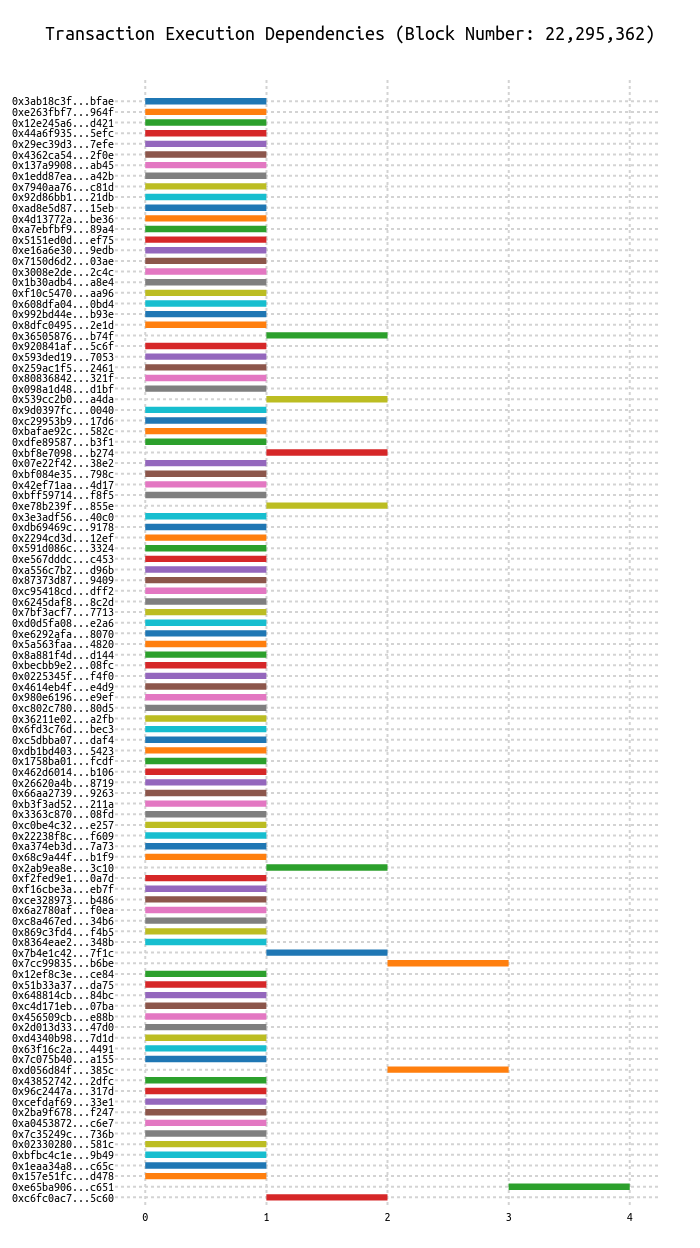 Transaction Execution Dependencies (Block Number: 22,295,362)
0x3ab18c3f...bfae
0xe263fbf7...964f
0x12e245a6...d421
0x44a6f935...5efc
0x29ec39d3...7efe
0x4362ca54...2f0e
0x137a9908...ab45
0x1edd87ea...a42b
0x7940aa76...c81d
0x92d86bb1...21db
0xad8e5d87...15eb
0x4d13772a...be36
0xa7ebfbf9...89a4
0x5151ed0d...ef75
0xe16a6e30...9edb
0x7150d6d2...03ae
0x3008e2de...2c4c
0x1b30adb4...a8e4
0xf10c5470...aa96
0x608dfa04...0bd4
0x992bd44e...b93e
0x8dfc0495...2e1d
0x36505876...b74f
0x920841af...5c6f
0x593ded19...7053
0x259ac1f5...2461
0x80836842...321f
0x098a1d48...d1bf
0x539cc2b0...a4da
0x9d0397fc...0040
0xc29953b9...17d6
0xbafae92c...582c
0xdfe89587...b3f1
0xbf8e7098...b274
0x07e22f42...38e2
0xbf084e35...798c
0x42ef71aa...4d17
0xbff59714...f8f5
0xe78b239f...855e
0x3e3adf56...40c0
0xdb69469c...9178
0x2294cd3d...12ef
0x591d086c...3324
0xe567dddc...c453
0xa556c7b2...d96b
0x87373d87...9409
0xc95418cd...dff2
0x6245daf8...8c2d
0x7bf3acf7...7713
0xd0d5fa08...e2a6
0xe6292afa...8070
0x5a563faa...4820
0x8a881f4d...d144
0xbecbb9e2...08fc
0x0225345f...f4f0
0x4614eb4f...e4d9
0x980e6196...e9ef
0xc802c780...80d5
0x36211e02...a2fb
0x6fd3c76d...bec3
0xc5dbba07...daf4
0xdb1bd403...5423
0x1758ba01...fcdf
0x462d6014...b106
0x26620a4b...8719
0x66aa2739...9263
0xb3f3ad52...211a
0x3363c870...08fd
0xc0be4c32...e257
0x22238f8c...f609
0xa374eb3d...7a73
0x68c9a44f...b1f9
0x2ab9ea8e...3c10
0xf2fed9e1...0a7d
0xf16cbe3a...eb7f
0xce328973...b486
0x6a2780af...f0ea
0xc8a467ed...34b6
0x869c3fd4...f4b5
0x8364eae2...348b
0x7b4e1c42...7f1c
0x7cc99835...b6be
0x12ef8c3e...ce84
0x51b33a37...da75
0x648814cb...84bc
0xc4d171eb...07ba
0x456509cb...e88b
0x2d013d33...47d0
0xd4340b98...7d1d
0x63f16c2a...4491
0x7c075b40...a155
0xd056d84f...385c
0x43852742...2dfc
0x96c2447a...317d
0xcefdaf69...33e1
0x2ba9f678...f247
0xa0453872...c6e7
0x7c35249c...736b
0x02330280...581c
0xbfbc4c1e...9b49
0x1eaa34a8...c65c
0x157e51fc...d478
0xe65ba906...c651
0xc6fc0ac7...5c60
0 1 2 3 4